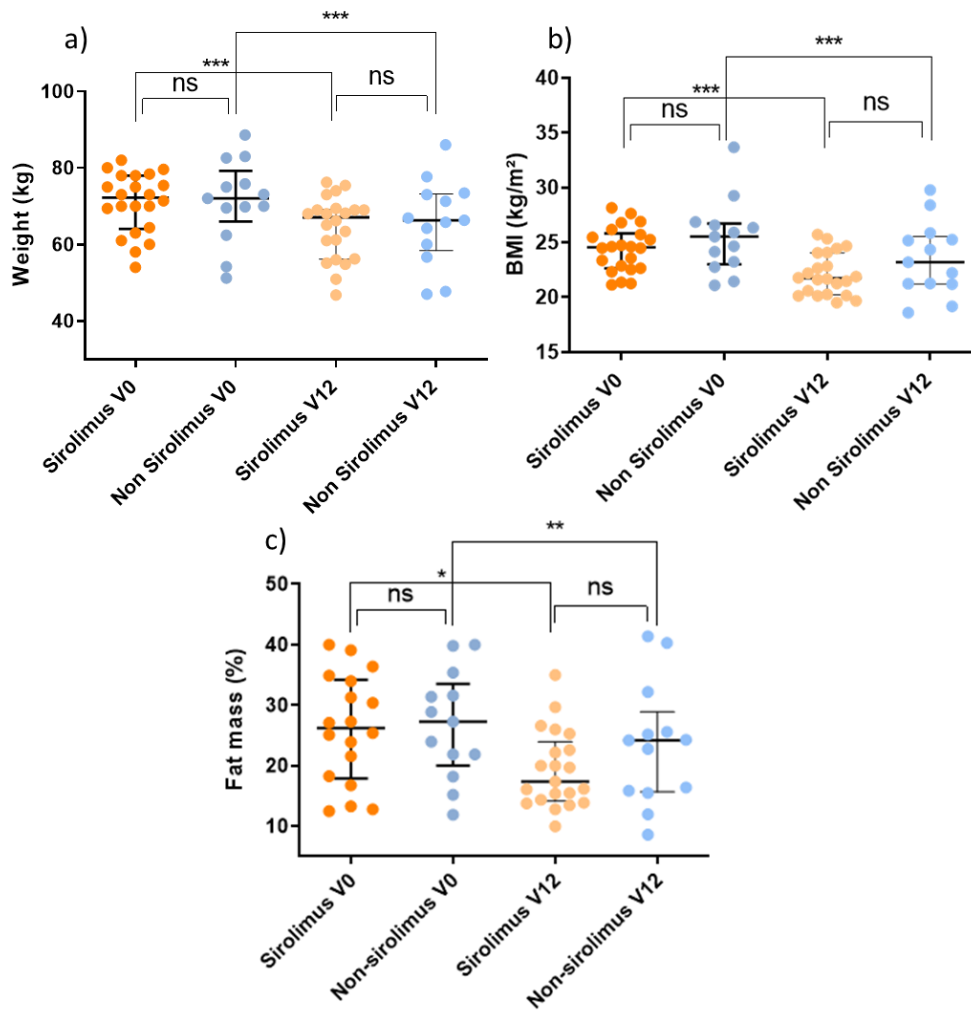 a)
***
***
ns
ns
Weight (kg)
100
80
60
40
Sirolimus V0
Non Sirolimus V0
Sirolimus V12
Non Sirolimus V12
b)
***
***
ns
ns
BMI (kg/m²)
40
35
30
25
20
15
Sirolimus V0
Non Sirolimus V0
Sirolimus V12
Non Sirolimus V12
c)
**
*
ns
ns
Fat mass (%)
50
40
30
20
10
Sirolimus V0
Non-sirolimus V0
Sirolimus V12
Non-sirolimus V12